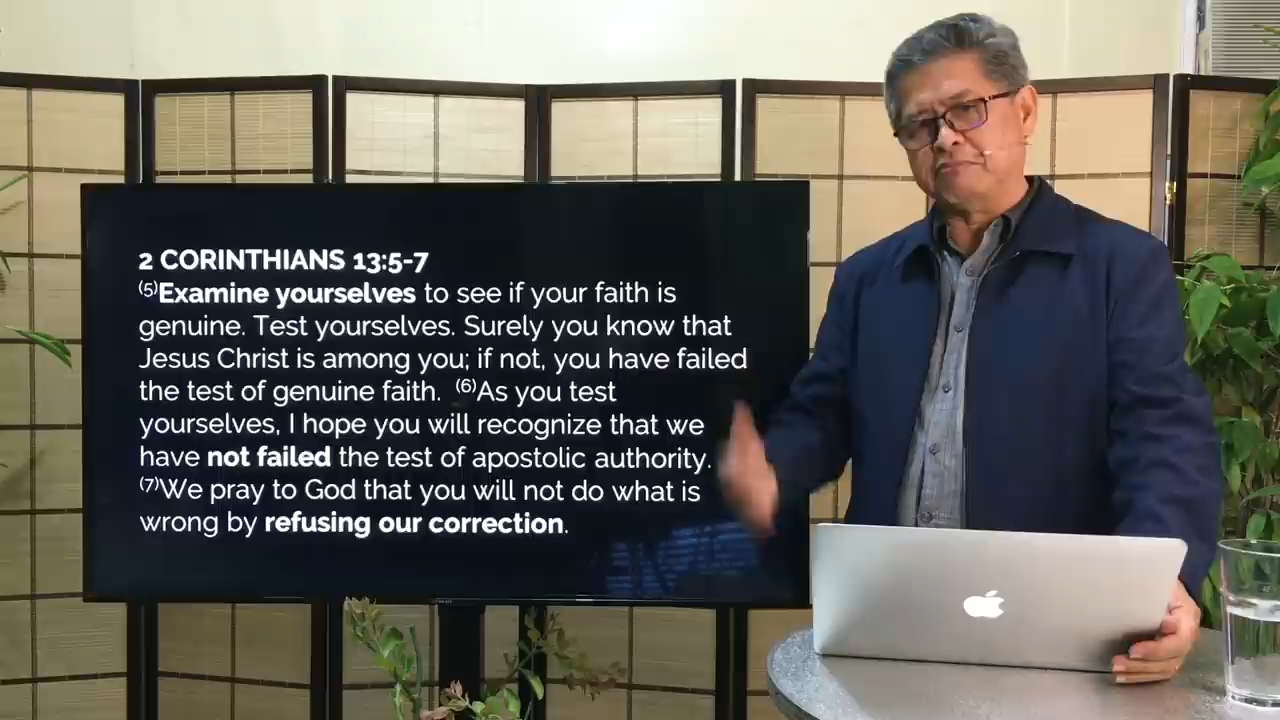 2 CORINTHIANS 13:5-7
(5)Examine yourselves to see if your faith is
genuine. Test yourselves. Surely you know that
Jesus Christ is among you; if not, you have failed
the test of genuine faith. (6)As you test
yourselves, I hope you will recognize that we
have not failed the test of apostolic authority.
(7)We pray to God that you will not do what is
wrong by refusing our correction.